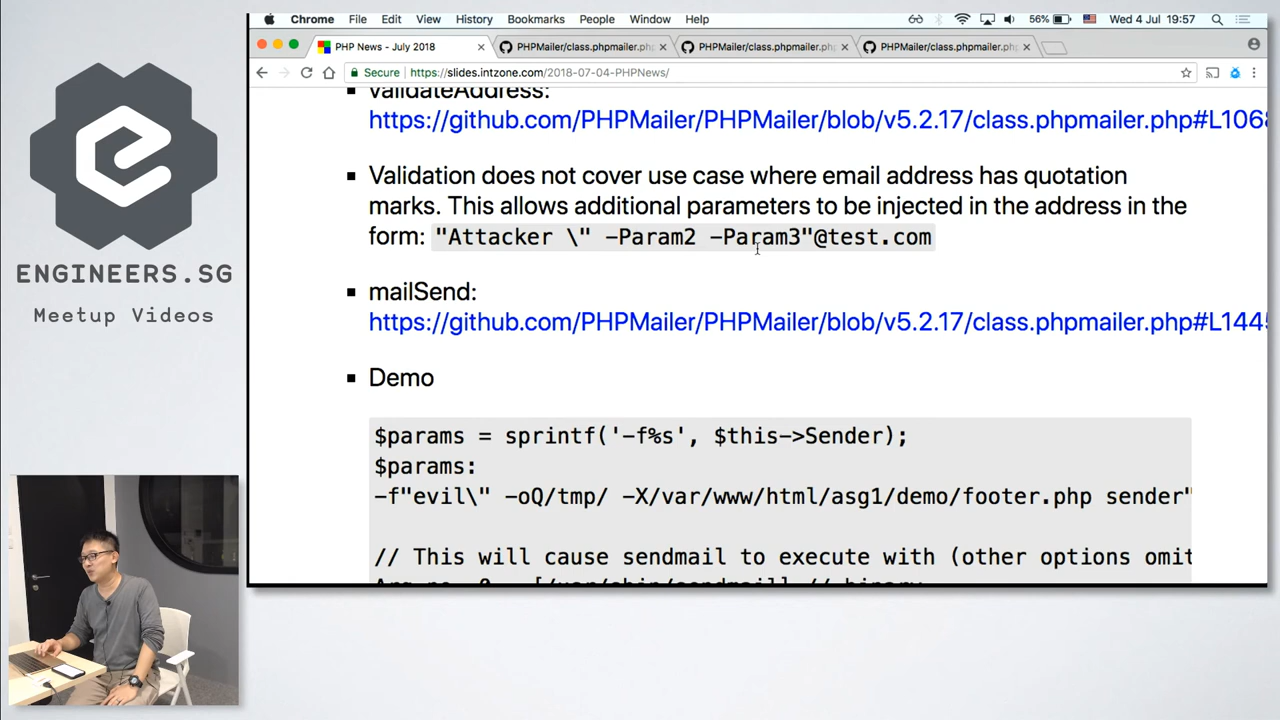 Chrome File Edit View History Bookmarks People Window Help 56% Wed 4 Jul 19:57
PHP News - July 2018 PHPMailer/class.phpmailer.php PHPMailer/class.phpmailer.php PHPMailer/class.phpmailer.php
Secure https://slides.intzone.com/2018-07-04-PHPNews/
validateAddress:
https://github.com/PHPMailer/PHPMailer/blob/v5.2.17/class.phpmailer.php#L1068
Validation does not cover use case where email address has quotation
marks. This allows additional parameters to be injected in the address in the
form: "Attacker \" -Param2 -Param3"@test.com
mailSend:
https://github.com/PHPMailer/PHPMailer/blob/v5.2.17/class.phpmailer.php#L1445
Demo
$params = sprintf('-f%s', $this->Sender);
$params:
-f"evil\" -oQ/tmp/ -X/var/www/html/asg1/demo/footer.php sender"
// This will cause sendmail to execute with (other options omit
ENGINEERS.SG
Meetup Videos